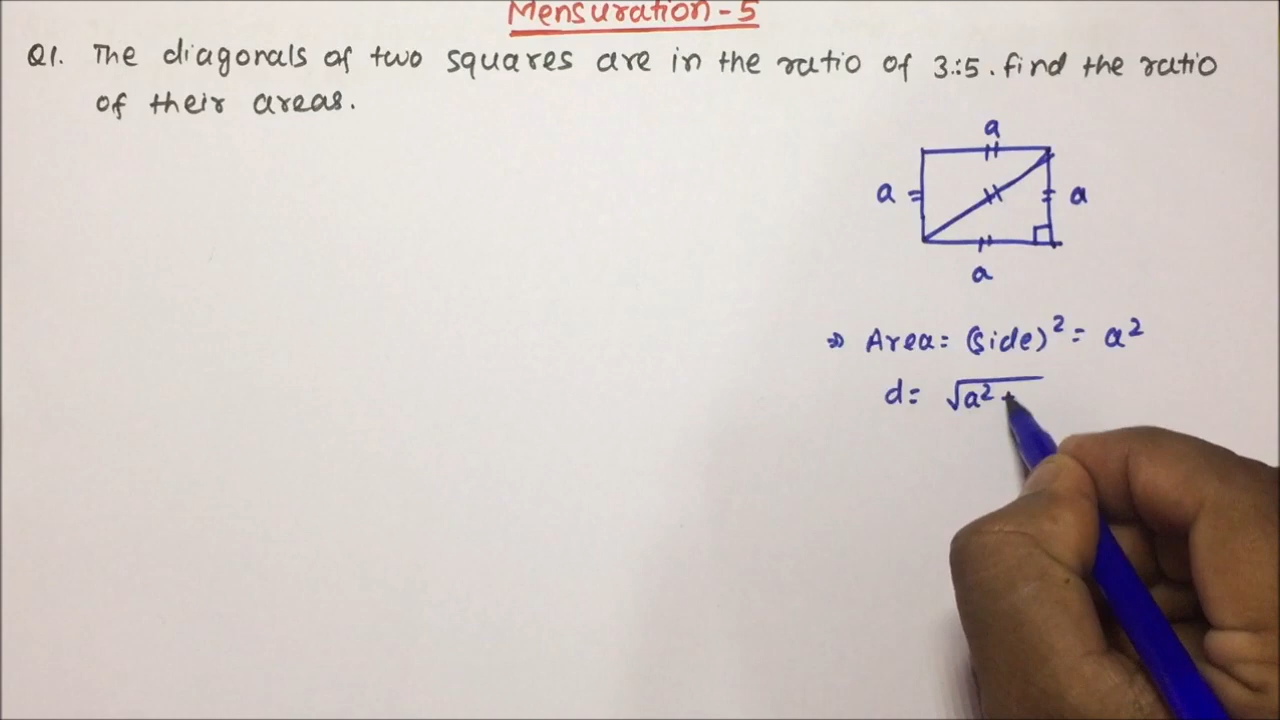 Mensuration - 5
Q1. The diagonals of two squares are in the ratio of 3:5. find the ratio
of their areas.
a
a
a
a
⇒ Area = (side)² = a²
d = √a² +